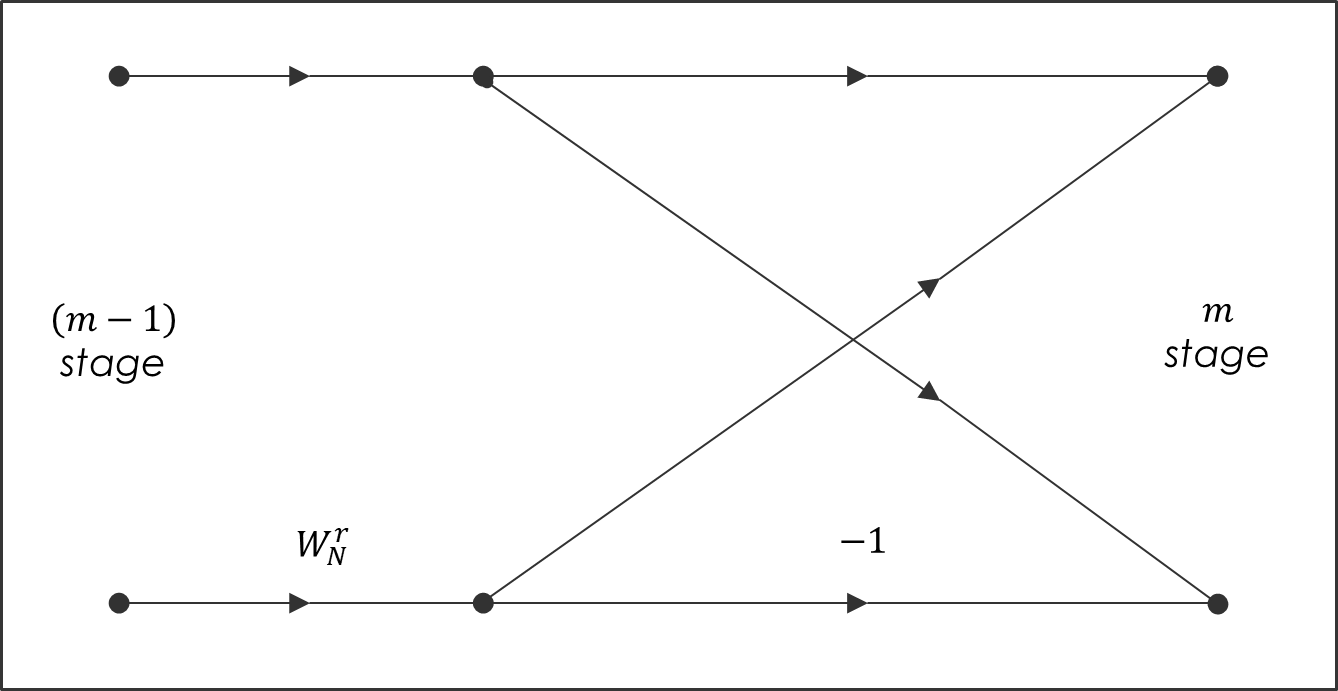 (m − 1)
stage
m
stage
W_N^r
−1